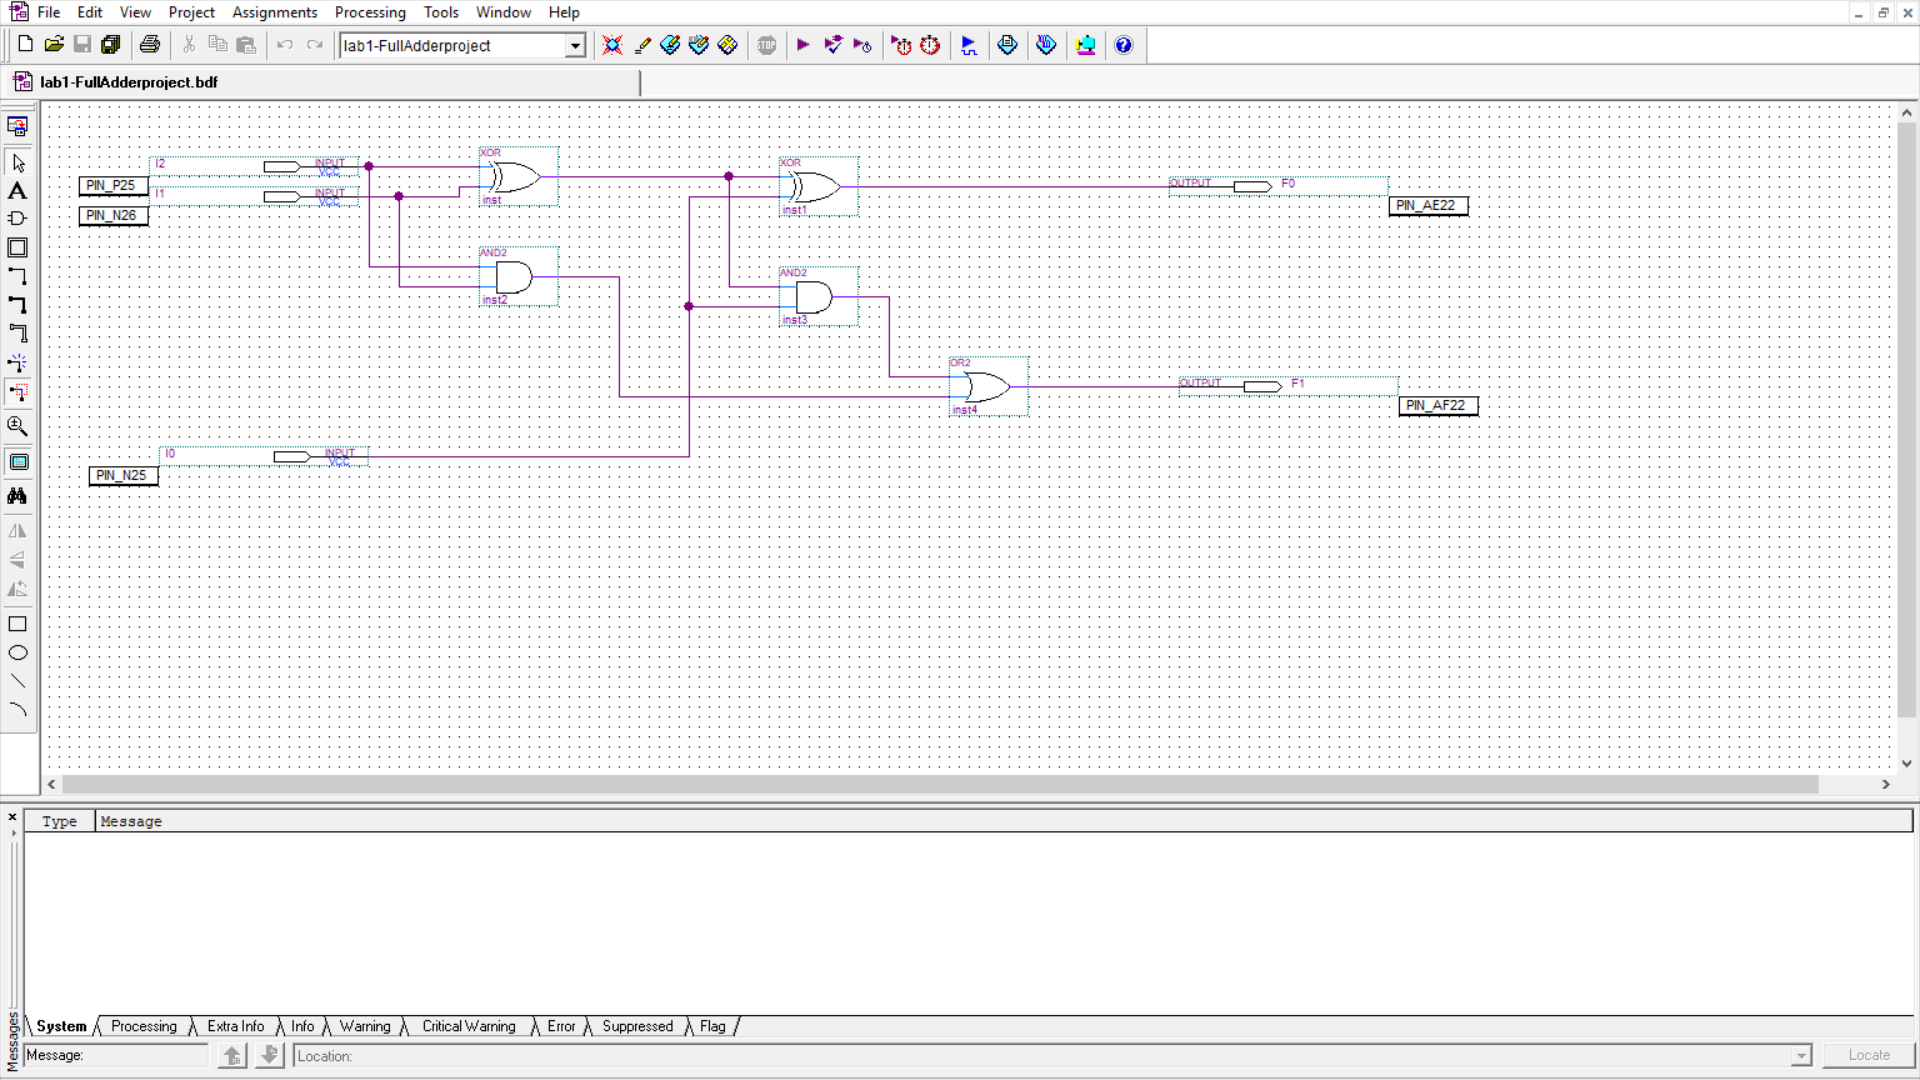 File Edit View Project Assignments Processing Tools Window Help
lab1-FullAdderproject
STOP
lab1-FullAdderproject.bdf
I2 INPUT VCC
PIN_P25
I1 INPUT VCC
PIN_N26
XOR
inst
XOR
inst1
OUTPUT F0
PIN_AE22
AND2
inst2
AND2
inst3
OR2
inst4
OUTPUT F1
PIN_AF22
I0 INPUT VCC
PIN_N25
Type Message
System Processing Extra Info Info Warning Critical Warning Error Suppressed Flag
Messages
Message: Location: Locate